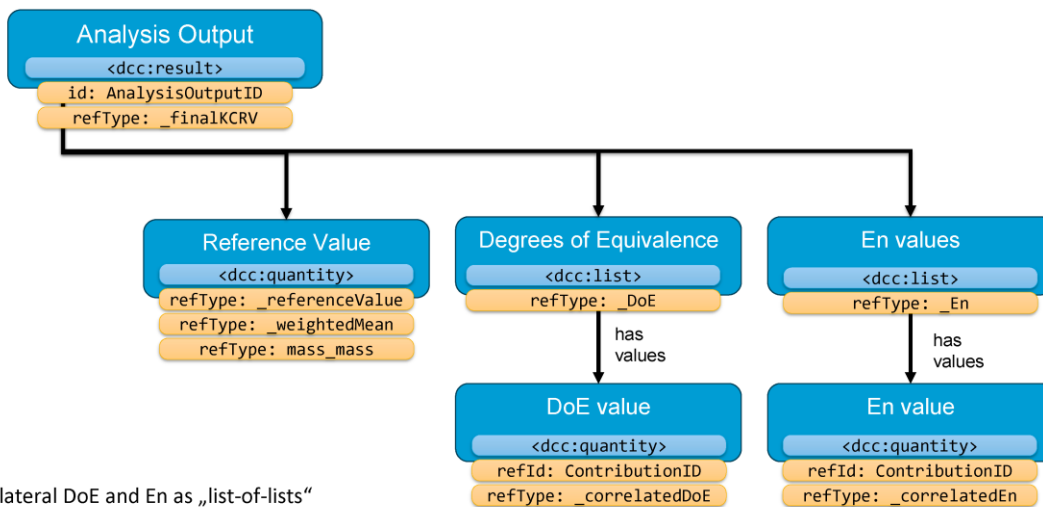 Analysis Output
<dcc:result>
id: AnalysisOutputID
refType: _finalKCRV
Reference Value
<dcc:quantity>
refType: _referenceValue
refType: _weightedMean
refType: mass_mass
Degrees of Equivalence
<dcc:list>
refType: _DoE
has
values
DoE value
<dcc:quantity>
refId: ContributionID
refType: _correlatedDoE
En values
<dcc:list>
refType: _En
has
values
En value
<dcc:quantity>
refId: ContributionID
refType: _correlatedEn
lateral DoE and En as „list-of-lists“